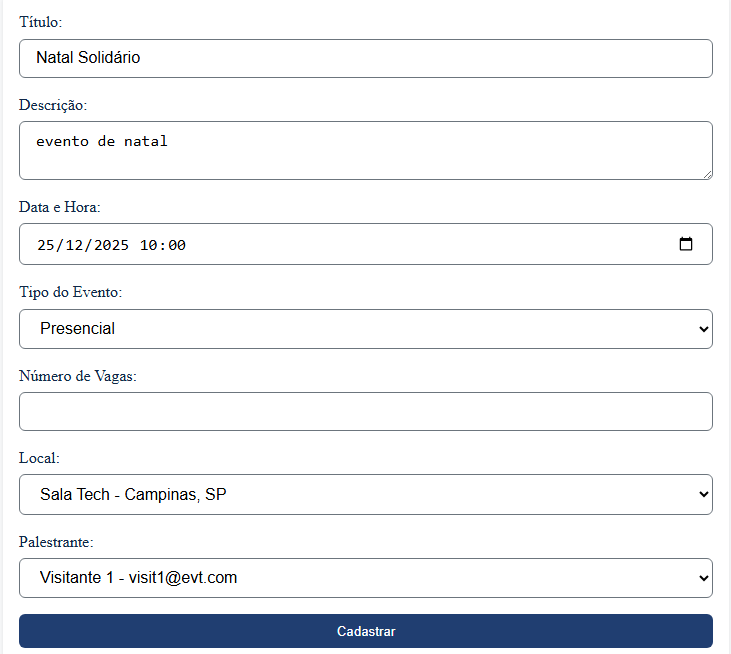 Título:
Natal Solidário
Descrição:
evento de natal
Data e Hora:
25/12/2025 10:00
Tipo do Evento:
Presencial
Número de Vagas:
Local:
Sala Tech - Campinas, SP
Palestrante:
Visitante 1 - visit1@evt.com
Cadastrar